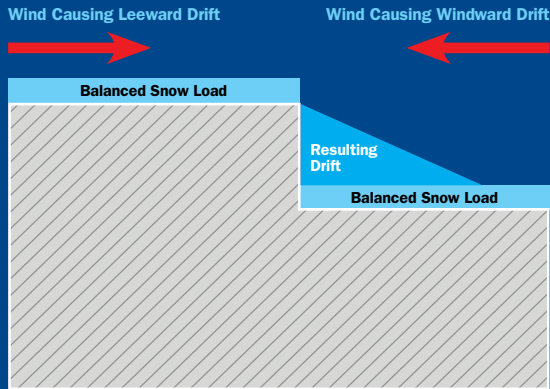 Wind Causing Leeward Drift
Wind Causing Windward Drift
Balanced Snow Load
Resulting
Drift
Balanced Snow Load